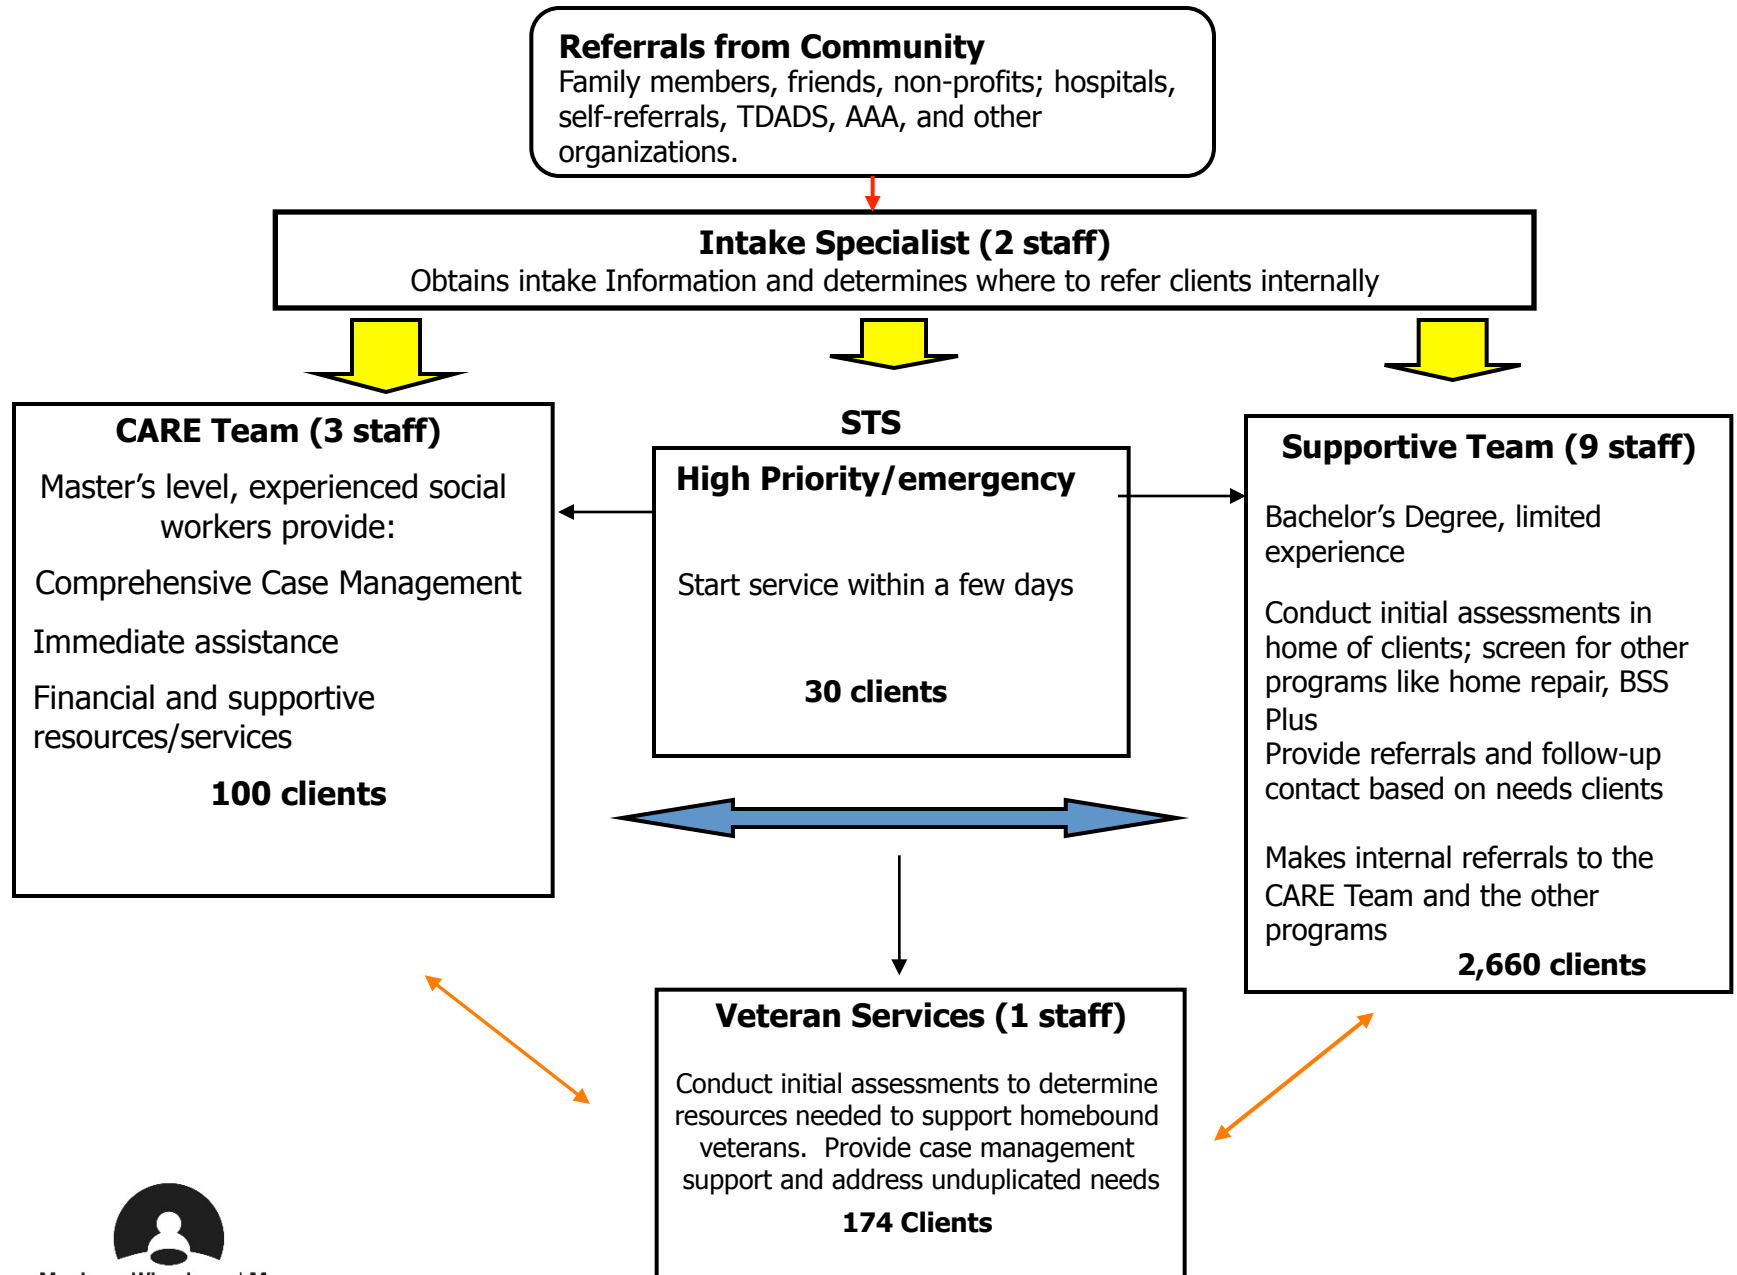 Referrals from Community
Family members, friends, non-profits; hospitals,
self-referrals, TDADS, AAA, and other
organizations.
Intake Specialist (2 staff)
Obtains intake Information and determines where to refer clients internally
CARE Team (3 staff)
Master’s level, experienced social
workers provide:
Comprehensive Case Management
Immediate assistance
Financial and supportive
resources/services
100 clients
STS
High Priority/emergency
Start service within a few days
30 clients
Supportive Team (9 staff)
Bachelor’s Degree, limited
experience
Conduct initial assessments in
home of clients; screen for other
programs like home repair, BSS
Plus
Provide referrals and follow-up
contact based on needs clients
Makes internal referrals to the
CARE Team and the other
programs
2,660 clients
Veteran Services (1 staff)
Conduct initial assessments to determine
resources needed to support homebound
veterans.  Provide case management
support and address unduplicated needs
174 Clients